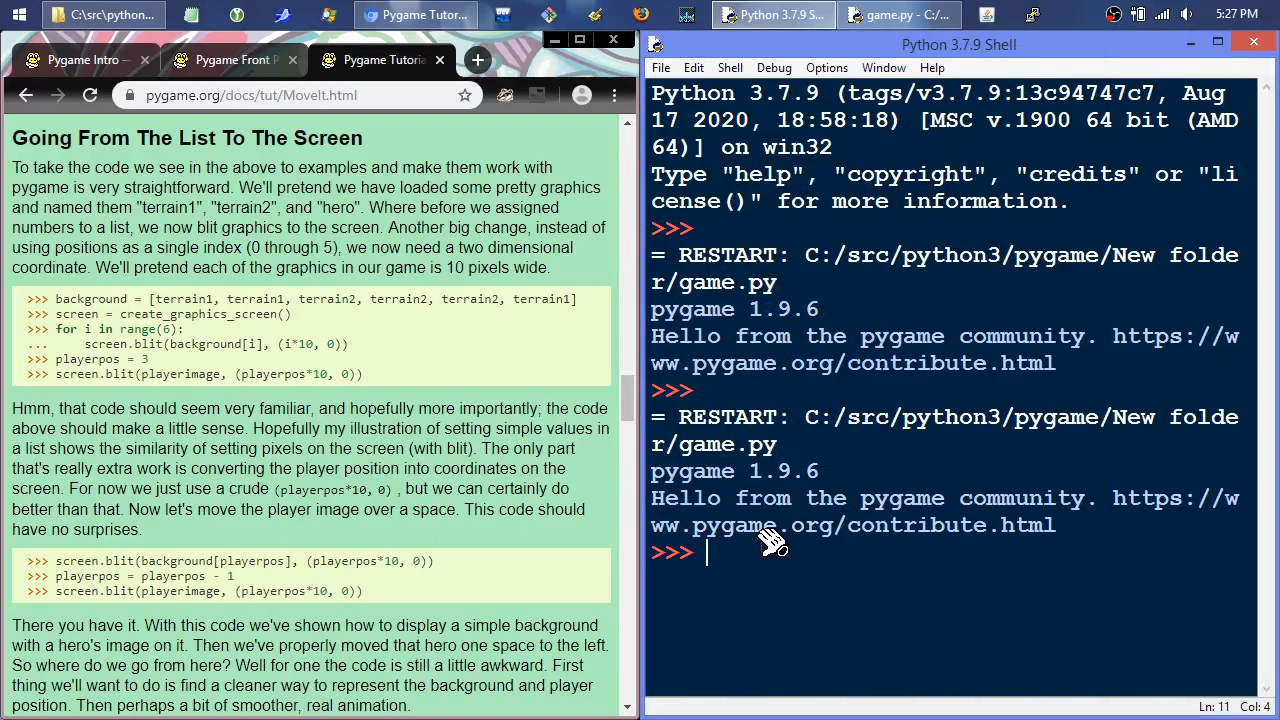 C:\src\python...
Pygame Tutor...
Python 3.7.9 S...
game.py - C:/...
5:27 PM
Pygame Intro —
Pygame Front P
Pygame Tutoria
pygame.org/docs/tut/MoveIt.html
Going From The List To The Screen
To take the code we see in the above to examples and make them work with
pygame is very straightforward. We'll pretend we have loaded some pretty graphics
and named them "terrain1", "terrain2", and "hero". Where before we assigned
numbers to a list, we now blit graphics to the screen. Another big change, instead of
using positions as a single index (0 through 5), we now need a two dimensional
coordinate. We'll pretend each of the graphics in our game is 10 pixels wide.
>>> background = [terrain1, terrain1, terrain2, terrain2, terrain2, terrain1]
>>> screen = create_graphics_screen()
>>> for i in range(6):
...     screen.blit(background[i], (i*10, 0))
>>> playerpos = 3
>>> screen.blit(playerimage, (playerpos*10, 0))
Hmm, that code should seem very familiar, and hopefully more importantly; the code
above should make a little sense. Hopefully my illustration of setting simple values in
a list shows the similarity of setting pixels on the screen (with blit). The only part
that's really extra work is converting the player position into coordinates on the
screen. For now we just use a crude (playerpos*10, 0) , but we can certainly do
better than that. Now let's move the player image over a space. This code should
have no surprises.
>>> screen.blit(background[playerpos], (playerpos*10, 0))
>>> playerpos = playerpos - 1
>>> screen.blit(playerimage, (playerpos*10, 0))
There you have it. With this code we've shown how to display a simple background
with a hero's image on it. Then we've properly moved that hero one space to the left.
So where do we go from here? Well for one the code is still a little awkward. First
thing we'll want to do is find a cleaner way to represent the background and player
position. Then perhaps a bit of smoother, real animation.
Python 3.7.9 Shell
File Edit Shell Debug Options Window Help
Python 3.7.9 (tags/v3.7.9:13c94747c7, Aug
17 2020, 18:58:18) [MSC v.1900 64 bit (AMD
64)] on win32
Type "help", "copyright", "credits" or "li
cense()" for more information.
>>>
= RESTART: C:/src/python3/pygame/New folde
r/game.py
pygame 1.9.6
Hello from the pygame community. https://w
ww.pygame.org/contribute.html
>>>
= RESTART: C:/src/python3/pygame/New folde
r/game.py
pygame 1.9.6
Hello from the pygame community. https://w
ww.pygame.org/contribute.html
>>>
Ln: 11 Col: 4